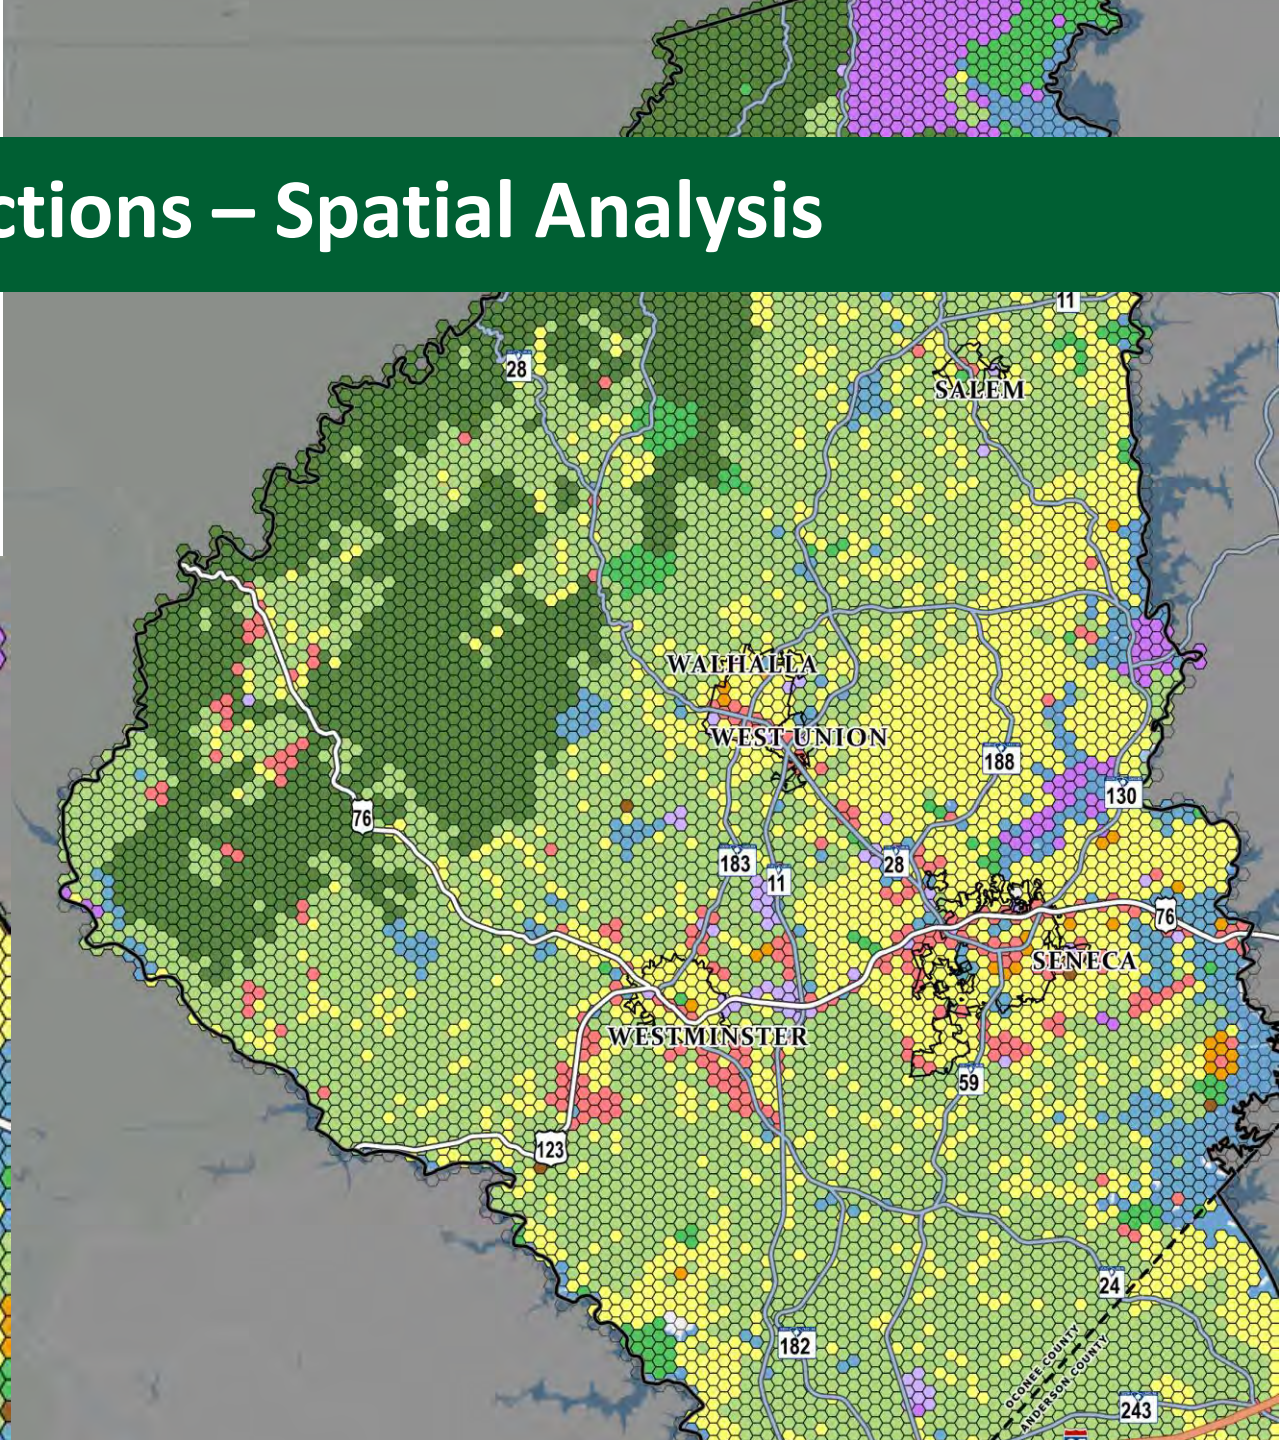 ctions – Spatial Analysis
11
28
SALEM
WALHALLA
WEST UNION
188
130
76
183
11
28
76
SENECA
WESTMINSTER
59
123
24
182
OCONEE COUNTY
ANDERSON COUNTY
243